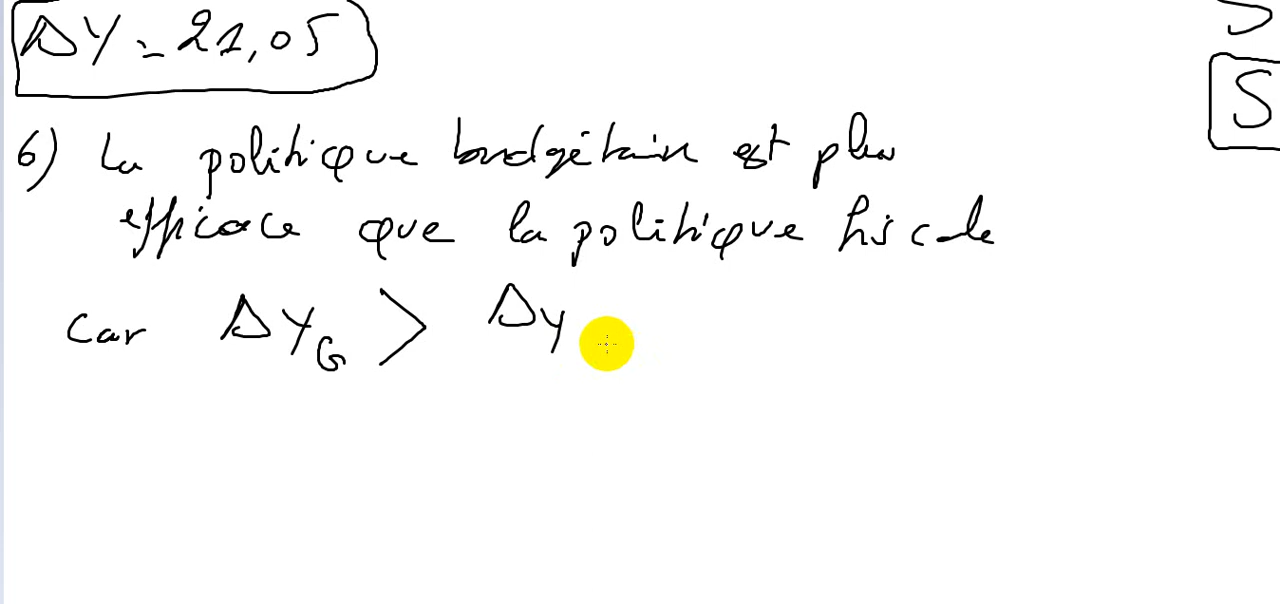 ΔY = 21,05
S
6) La politique budgétaire est plus
efficace que la politique fiscale
car ΔY_G > ΔY